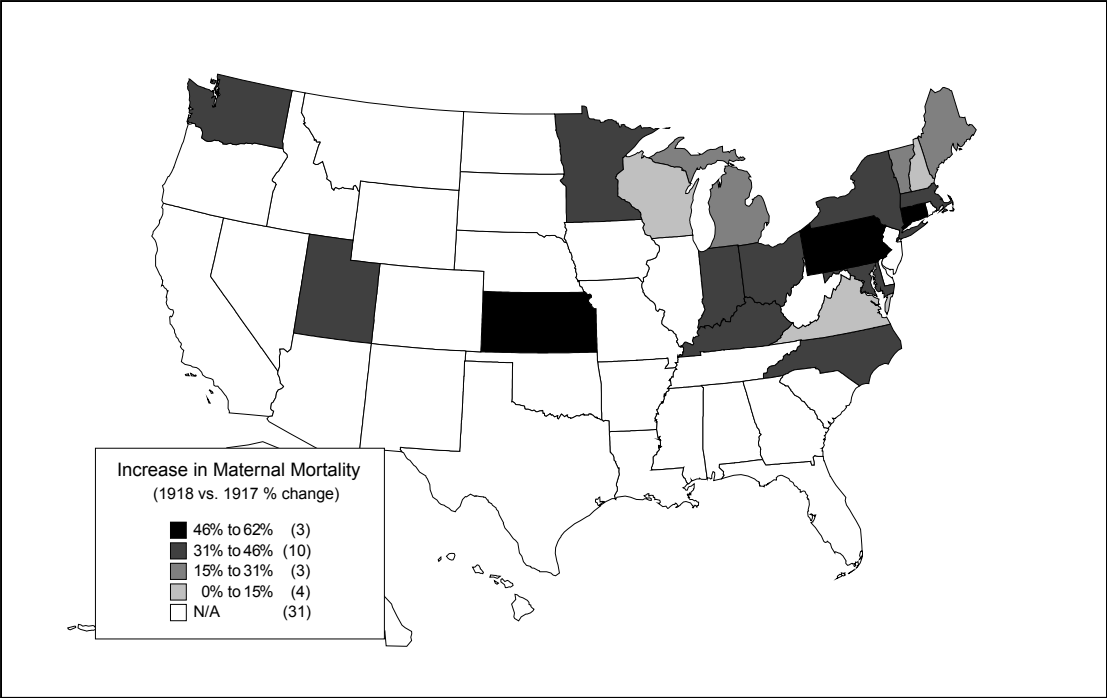 Increase in Maternal Mortality
(1918 vs. 1917 % change)
46% to 62% (3)
31% to 46% (10)
15% to 31% (3)
0% to 15% (4)
N/A (31)